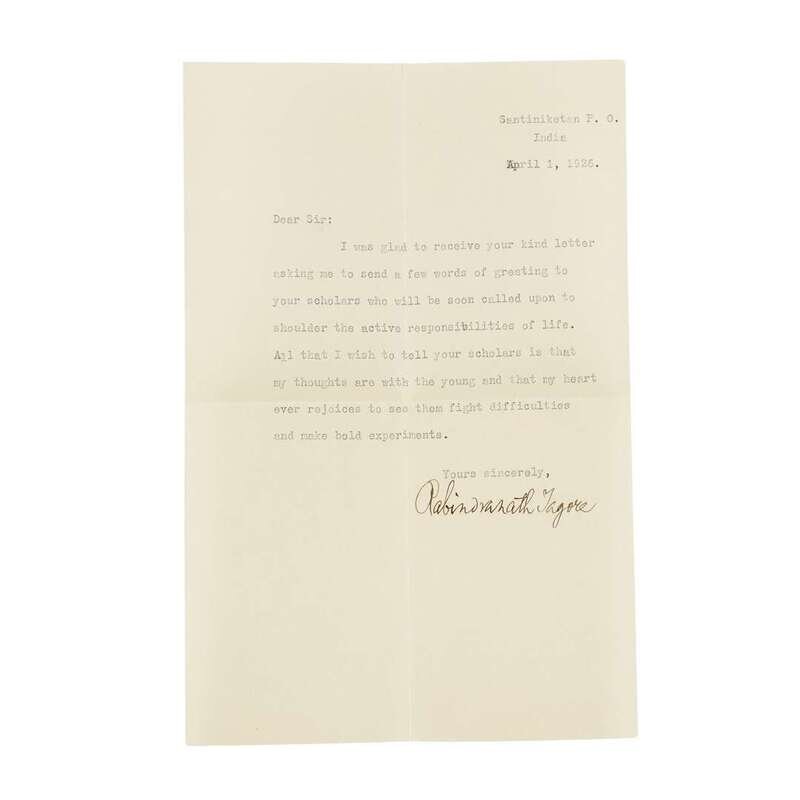 Santiniketan P. O.
India
April 1, 1926.
Dear Sir:
I was glad to receive your kind letter
asking me to send a few words of greeting to
your scholars who will be soon called upon to
shoulder the active responsibilities of life.
All that I wish to tell your scholars is that
my thoughts are with the young and that my heart
ever rejoices to see them fight difficulties
and make bold experiments.
Yours sincerely,
Rabindranath Tagore